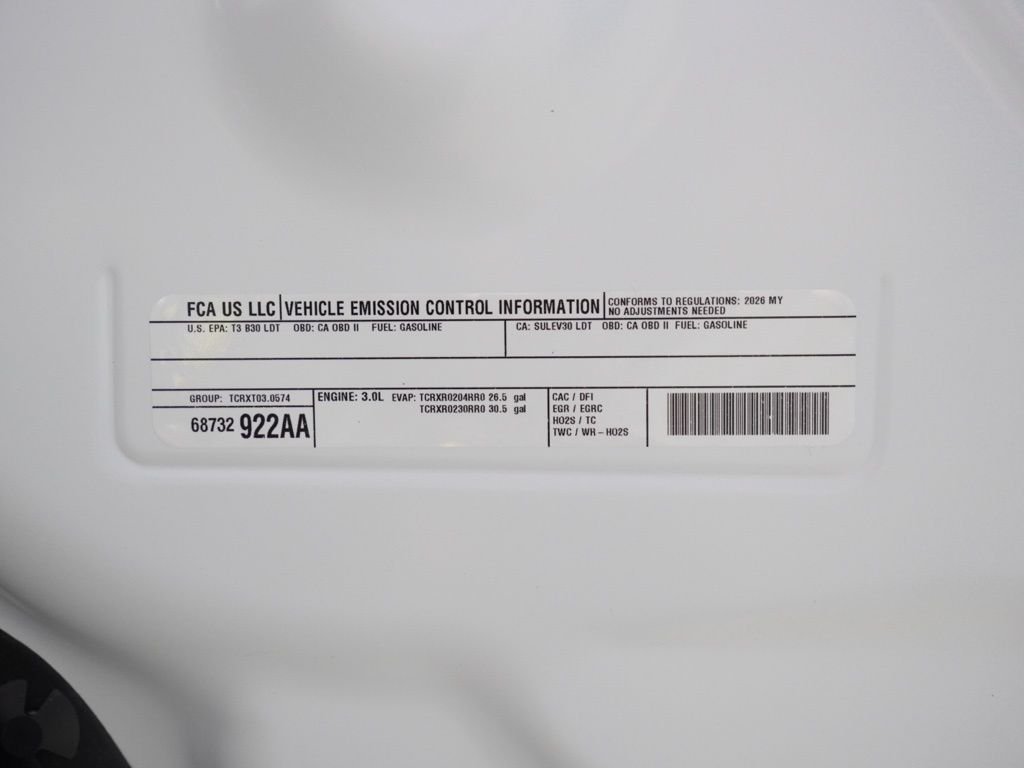 FCA US LLC VEHICLE EMISSION CONTROL INFORMATION CONFORMS TO REGULATIONS: 2026 MY
NO ADJUSTMENTS NEEDED
U.S. EPA: T3 B30 LDT OBD: CA OBD II FUEL: GASOLINE CA: SULEV30 LDT OBD: CA OBD II FUEL: GASOLINE
GROUP: TCRXT03.0574
68732 922AA
ENGINE: 3.0L EVAP: TCRXR0204RR0 26.5 gal
TCRXR0230RR0 30.5 gal
CAC / DFI
EGR / EGRC
HO2S / TC
TWC / WR-HO2S